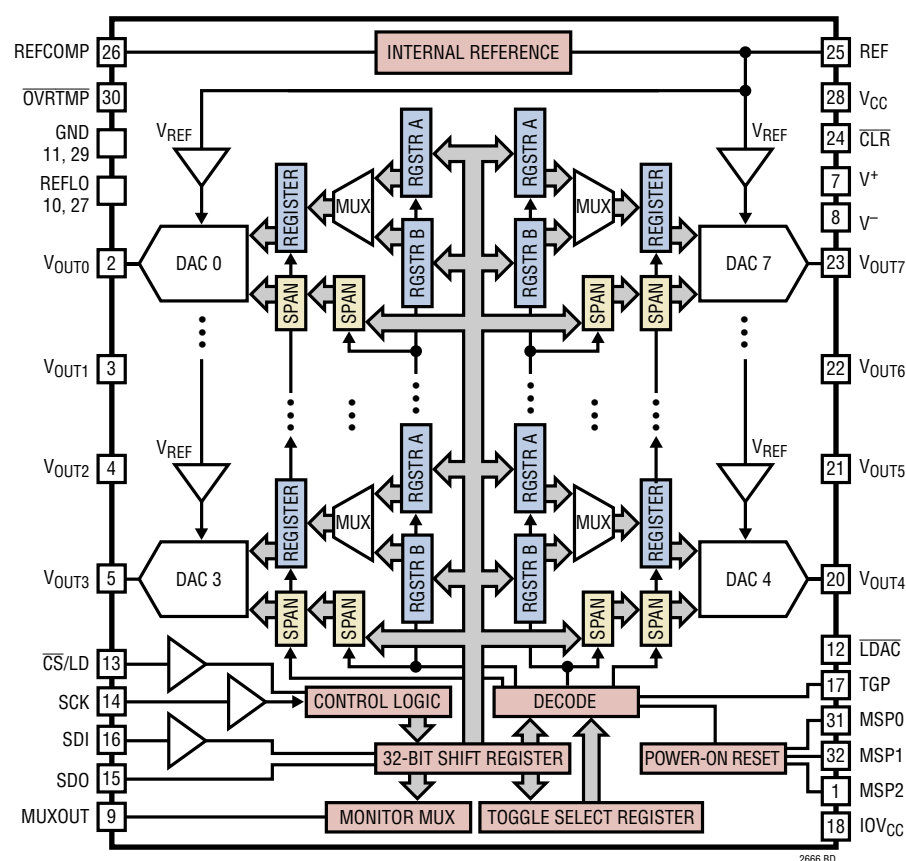 REFCOMP 26 INTERNAL REFERENCE 25 REF
OVRTMP 30 28 VCC
GND
11, 29
VREF VREF
24 CLR
REFLO
10, 27
7 V+
8 V–
RGSTR A RGSTR A
REGISTER MUX MUX REGISTER
RGSTR B RGSTR B
VOUT0 2 DAC 0 DAC 7 23 VOUT7
SPAN SPAN SPAN SPAN
VOUT1 3 22 VOUT6
VREF RGSTR A RGSTR A VREF
VOUT2 4 21 VOUT5
REGISTER MUX MUX REGISTER
RGSTR B RGSTR B
VOUT3 5 DAC 3 DAC 4 20 VOUT4
SPAN SPAN SPAN SPAN
CS/LD 13 12 LDAC
SCK 14 CONTROL LOGIC DECODE 17 TGP
SDI 16 31 MSP0
32-BIT SHIFT REGISTER POWER-ON RESET 32 MSP1
SDO 15 1 MSP2
MUXOUT 9 MONITOR MUX TOGGLE SELECT REGISTER 18 IOVCC
2666 BD